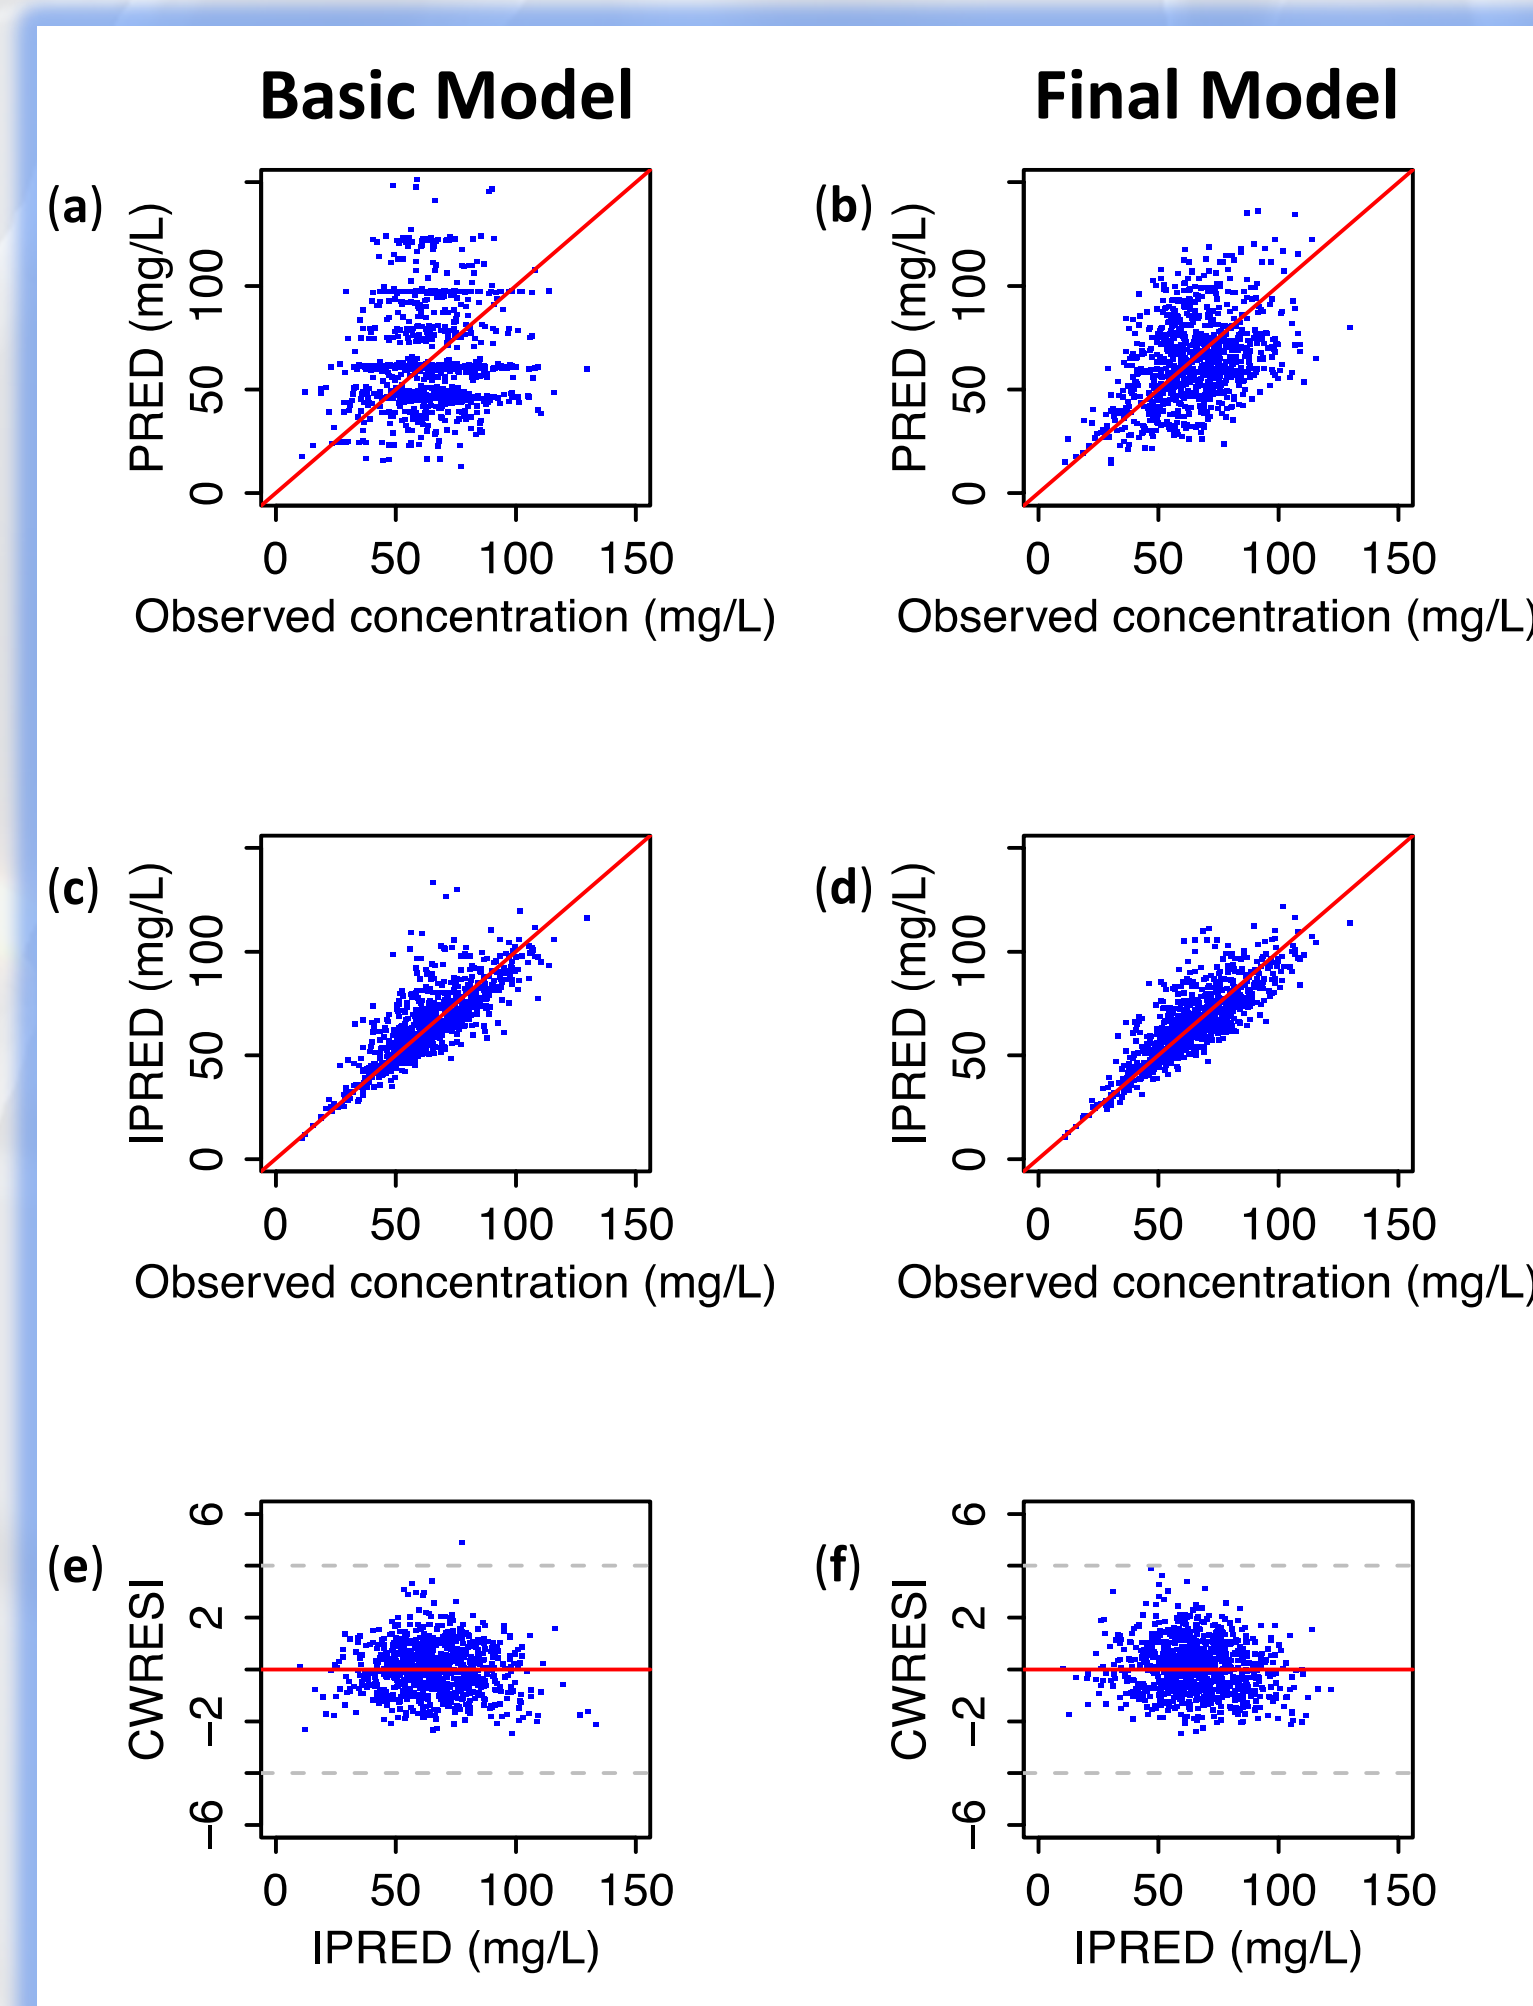 Basic Model
Final Model
(a)
PRED (mg/L)
100
50
0
0 50 100 150
Observed concentration (mg/L)
(b)
PRED (mg/L)
100
50
0
0 50 100 150
Observed concentration (mg/L)
(c)
IPRED (mg/L)
100
50
0
0 50 100 150
Observed concentration (mg/L)
(d)
IPRED (mg/L)
100
50
0
0 50 100 150
Observed concentration (mg/L)
(e)
CWRESI
6
2
−2
−6
0 50 100 150
IPRED (mg/L)
(f)
CWRESI
6
2
−2
−6
0 50 100 150
IPRED (mg/L)